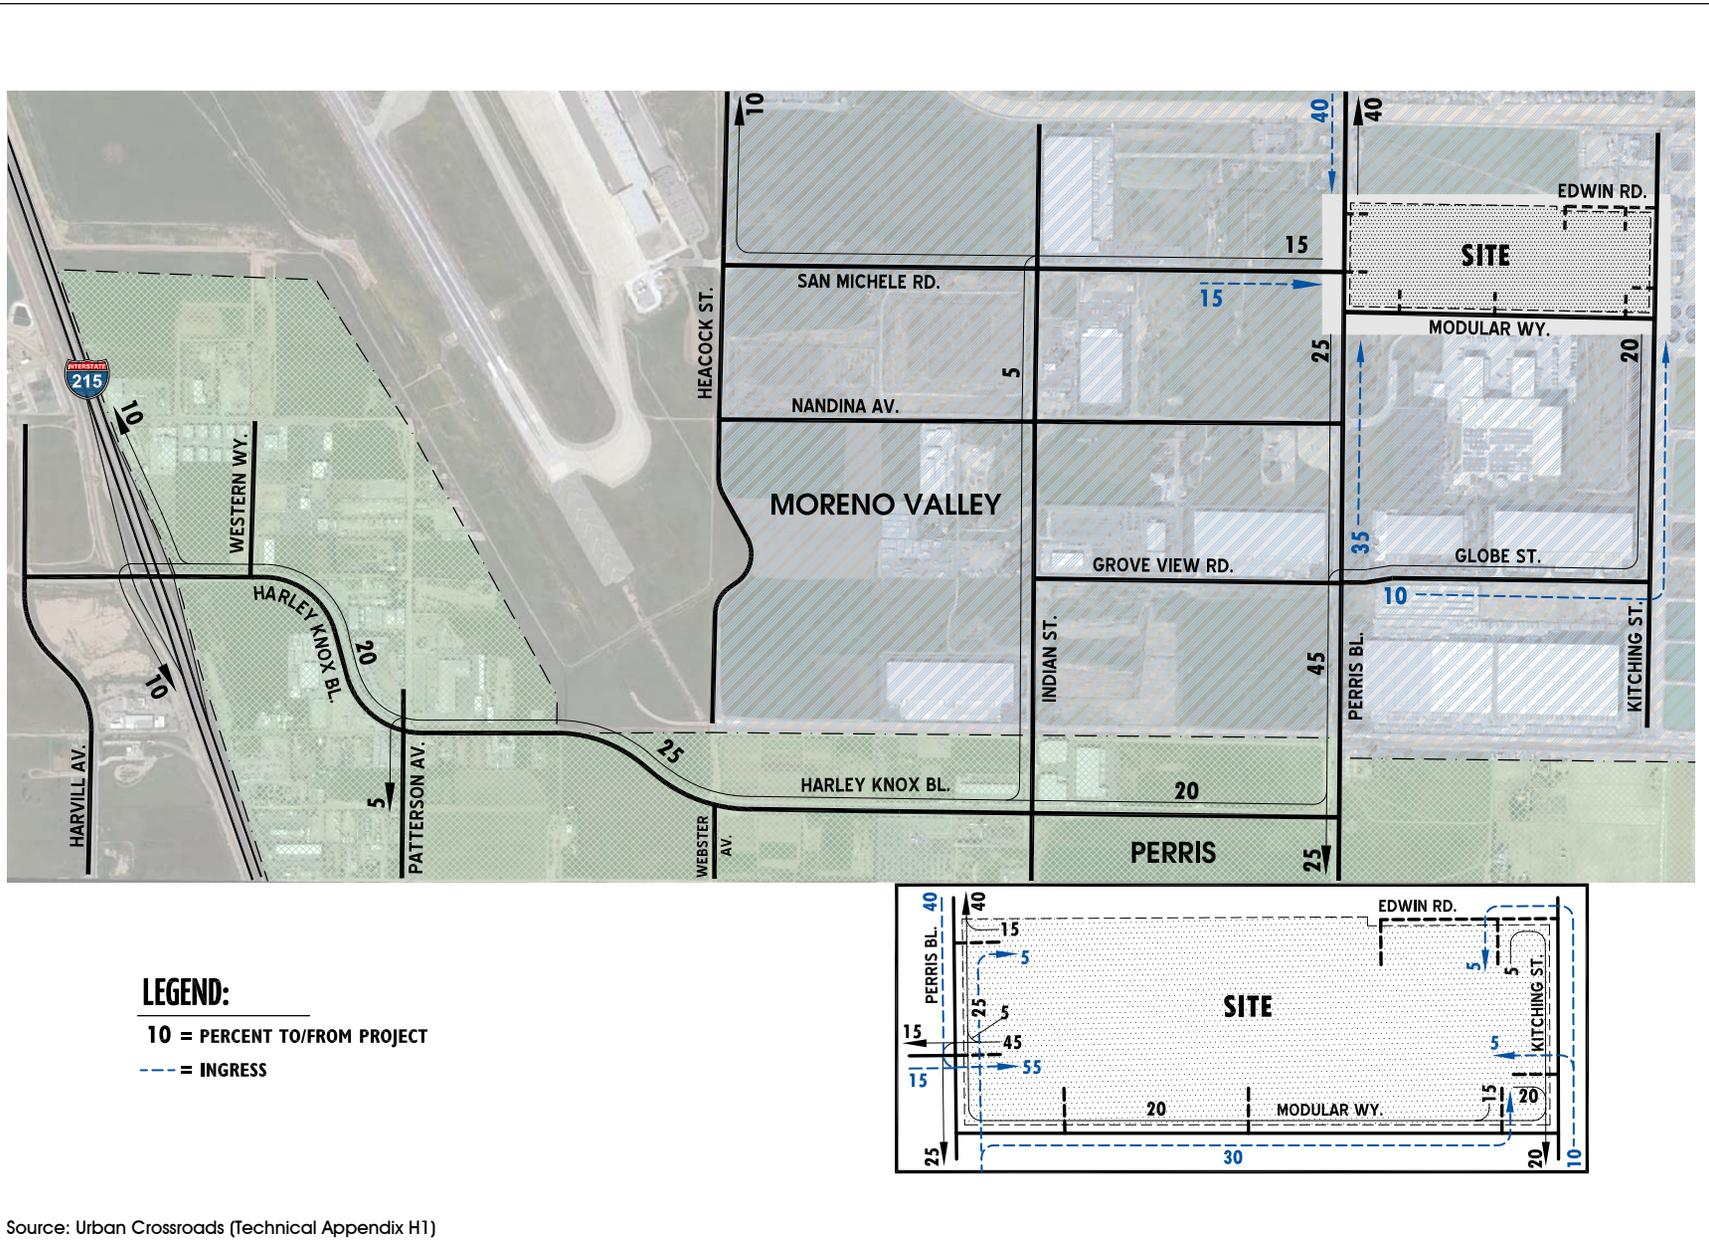 10
40
40
EDWIN RD.
SITE
15
SAN MICHELE RD.
15
MODULAR WY.
HEACOCK ST.
5
25
20
INTERSTATE
215
10
NANDINA AV.
WESTERN WY.
MORENO VALLEY
35
GLOBE ST.
GROVE VIEW RD.
10
HARLEY KNOX BL.
20
10
INDIAN ST.
45
PERRIS BL.
KITCHING ST.
25
HARVILL AV.
5
PATTERSON AV.
HARLEY KNOX BL.
20
WEBSTER
AV.
PERRIS
25
40
40
EDWIN RD.
PERRIS BL.
15
5
5
5
KITCHING ST.
25
SITE
5
15
45
5
15
55
15
20
20
MODULAR WY.
25
30
20
10
LEGEND:
10 = PERCENT TO/FROM PROJECT
= INGRESS
Source: Urban Crossroads (Technical Appendix H1)